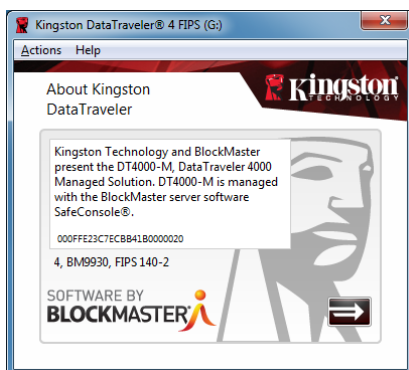 Kingston DataTraveler® 4 FIPS (G:)
Actions Help
About Kingston
DataTraveler
Kingston
TECHNOLOGY
Kingston Technology and BlockMaster
present the DT4000-M, DataTraveler 4000
Managed Solution. DT4000-M is managed
with the BlockMaster server software
SafeConsole®.
000FFE23C7ECBB41B0000020
4, BM9930, FIPS 140-2
SOFTWARE BY
BLOCKMASTER